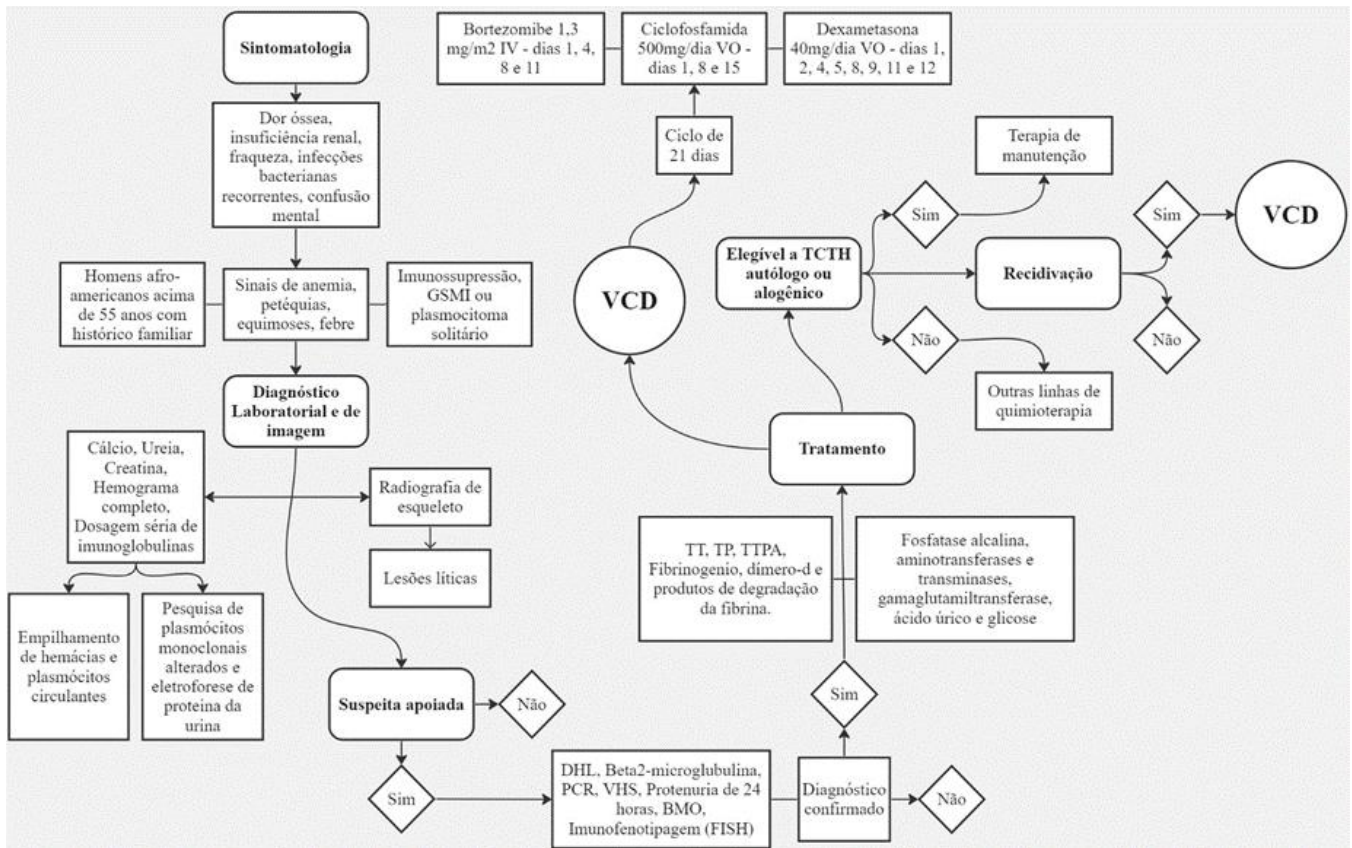 Sintomatologia
Dor óssea,
insuficiência renal,
fraqueza, infecções
bacterianas
recorrentes, confusão
mental
Homens afro-
americanos acima
de 55 anos com
histórico familiar
Sinais de anemia,
petéquias,
equimoses, febre
Imunossupressão,
GSMI ou
plasmocitoma
solitário
Diagnóstico
Laboratorial e de
imagem
Cálcio, Ureia,
Creatina,
Hemograma
completo,
Dosagem séria de
imunoglobulinas
Radiografia de
esqueleto
Lesões líticas
Empilhamento
de hemácias e
plasmócitos
circulantes
Pesquisa de
plasmócitos
monoclonais
alterados e
eletroforese de
proteina da
urina
Suspeita apoiada
Não
Sim
DHL, Beta2-microglubulina,
PCR, VHS, Protenuria de 24
horas, BMO,
Imunofenotipagem (FISH)
Diagnóstico
confirmado
Não
Sim
TT, TP, TTPA,
Fibrinogenio, dímero-d e
produtos de degradação
da fibrina.
Fosfatase alcalina,
aminotransferases e
transminases,
gamaglutamiltransferase,
ácido úrico e glicose
Tratamento
VCD
Ciclo de
21 dias
Bortezomibe 1,3
mg/m2 IV - dias 1, 4,
8 e 11
Ciclofosfamida
500mg/dia VO -
dias 1, 8 e 15
Dexametasona
40mg/dia VO - dias 1,
2, 4, 5, 8, 9, 11 e 12
Elegível a TCTH
autólogo ou
alogênico
Sim
Terapia de
manutenção
Não
Outras linhas de
quimioterapia
Recidivação
Sim
VCD
Não